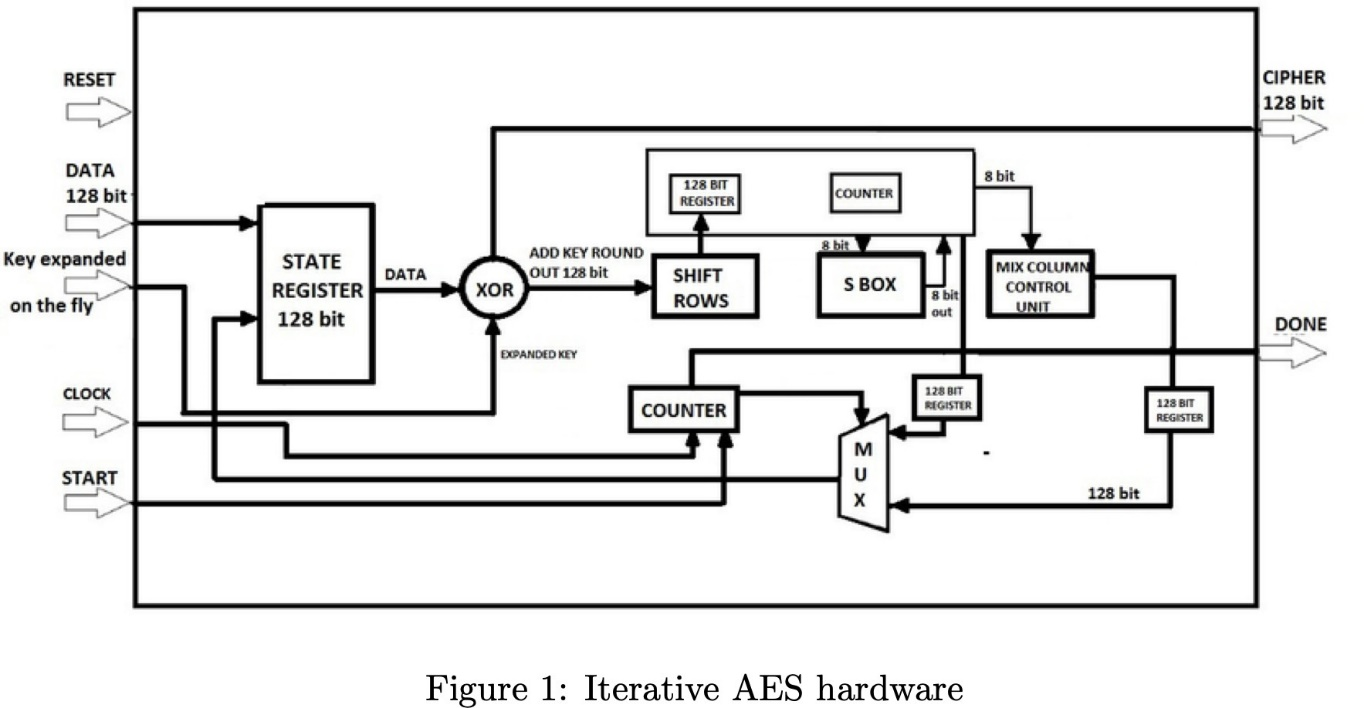 RESET
DATA
128 bit
Key expanded
on the fly
CLOCK
START
STATE
REGISTER
128 bit
DATA
XOR
ADD KEY ROUND
OUT 128 bit
EXPANDED KEY
SHIFT
ROWS
128 BIT
REGISTER
COUNTER
8 bit
S BOX
8 bit
out
8 bit
MIX COLUMN
CONTROL
UNIT
COUNTER
128 BIT
REGISTER
128 BIT
REGISTER
M
U
X
128 bit
CIPHER
128 bit
DONE
Figure 1: Iterative AES hardware